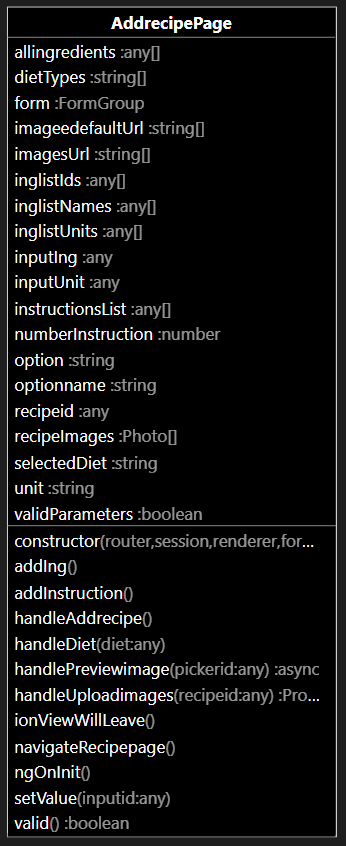 AddrecipePage
allingredients :any[]
dietTypes :string[]
form :FormGroup
imageedefaultUrl :string[]
imagesUrl :string[]
inglistIds :any[]
inglistNames :any[]
inglistUnits :any[]
inputIng :any
inputUnit :any
instructionsList :any[]
numberInstruction :number
option :string
optionname :string
recipeid :any
recipeImages :Photo[]
selectedDiet :string
unit :string
validParameters :boolean
constructor(router,session,renderer,for...
addIng()
addInstruction()
handleAddrecipe()
handleDiet(diet:any)
handlePreviewimage(pickerid:any) :async
handleUploadimages(recipeid:any) :Pro...
ionViewWillLeave()
navigateRecipepage()
ngOnInit()
setValue(inputid:any)
valid() :boolean